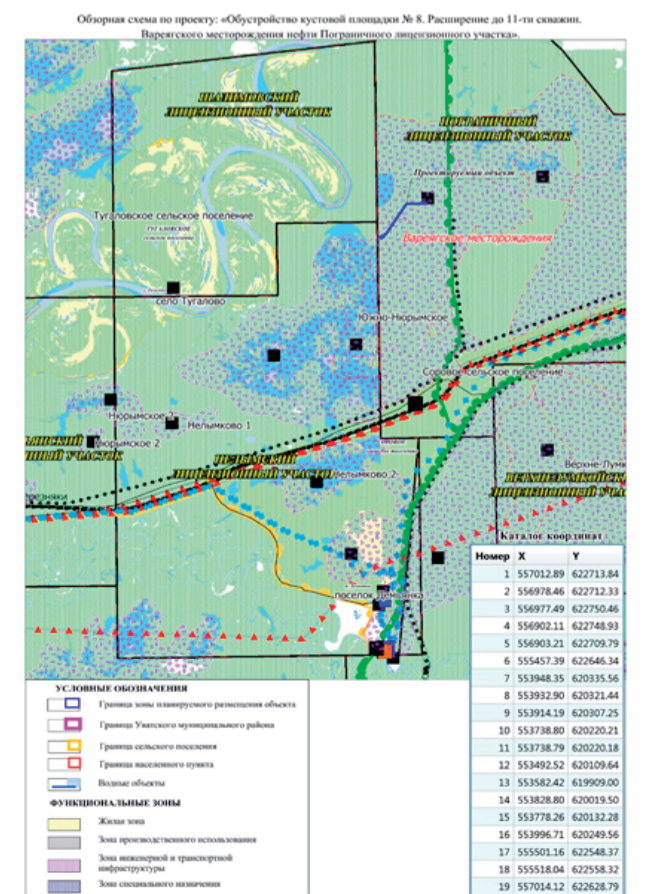 Обзорная схема по проекту: «Обустройство кустовой площадки № 8. Расширение до 11-ти скважин.
Вареягского месторождения нефти Пограничного лицензионного участка».
ШАЛИМОВСКИЙ
ЛИЦЕНЗИОННЫЙ УЧАСТОК
ПОГРАНИЧНЫЙ
ЛИЦЕНЗИОННЫЙ УЧАСТОК
Проектируемый объект
Тугаловское сельское поселение
ТУГАЛОВСКОЕ
Вареягское месторождения
село Тугалово
Южно-Нюрымское
Соровое сельское поселение
Нюрымское 2
Нелымково 1
Нюрымское 2
НЫЙ УЧАСТОК
НЕЛЫМСКИЙ
ЛИЦЕНЗИОННЫЙ УЧАСТОК
Нелымково 2
Верхне-Лумк
ВЕРХНЕЛУМКОЙСК
ЛИЦЕНЗИОННЫЙ УЧА
резняки
поселок Демьянка
Каталог координат
Номер X Y
1 557012.89 622713.84
2 556978.46 622712.33
3 556977.49 622750.46
4 556902.11 622748.93
5 556903.21 622709.79
6 555457.39 622646.34
7 553948.35 620335.56
8 553932.90 620321.44
9 553914.19 620307.25
10 553738.80 620220.21
11 553738.79 620220.18
12 553492.52 620109.64
13 553582.42 619909.00
14 553828.80 620019.50
15 553778.26 620132.28
16 553996.71 620249.56
17 555501.16 622548.37
18 555518.04 622558.32
19 557014.12 622628.79
УСЛОВНЫЕ ОБОЗНАЧЕНИЯ
Граница зоны планируемого размещения объекта
Граница Уватского муниципального района
Граница сельского поселения
Граница населенного пункта
Водные объекты
ФУНКЦИОНАЛЬНЫЕ ЗОНЫ
Жилая зона
Зона производственного использования
Зона инженерной и транспортной
инфраструктуры
Зона специального назначения